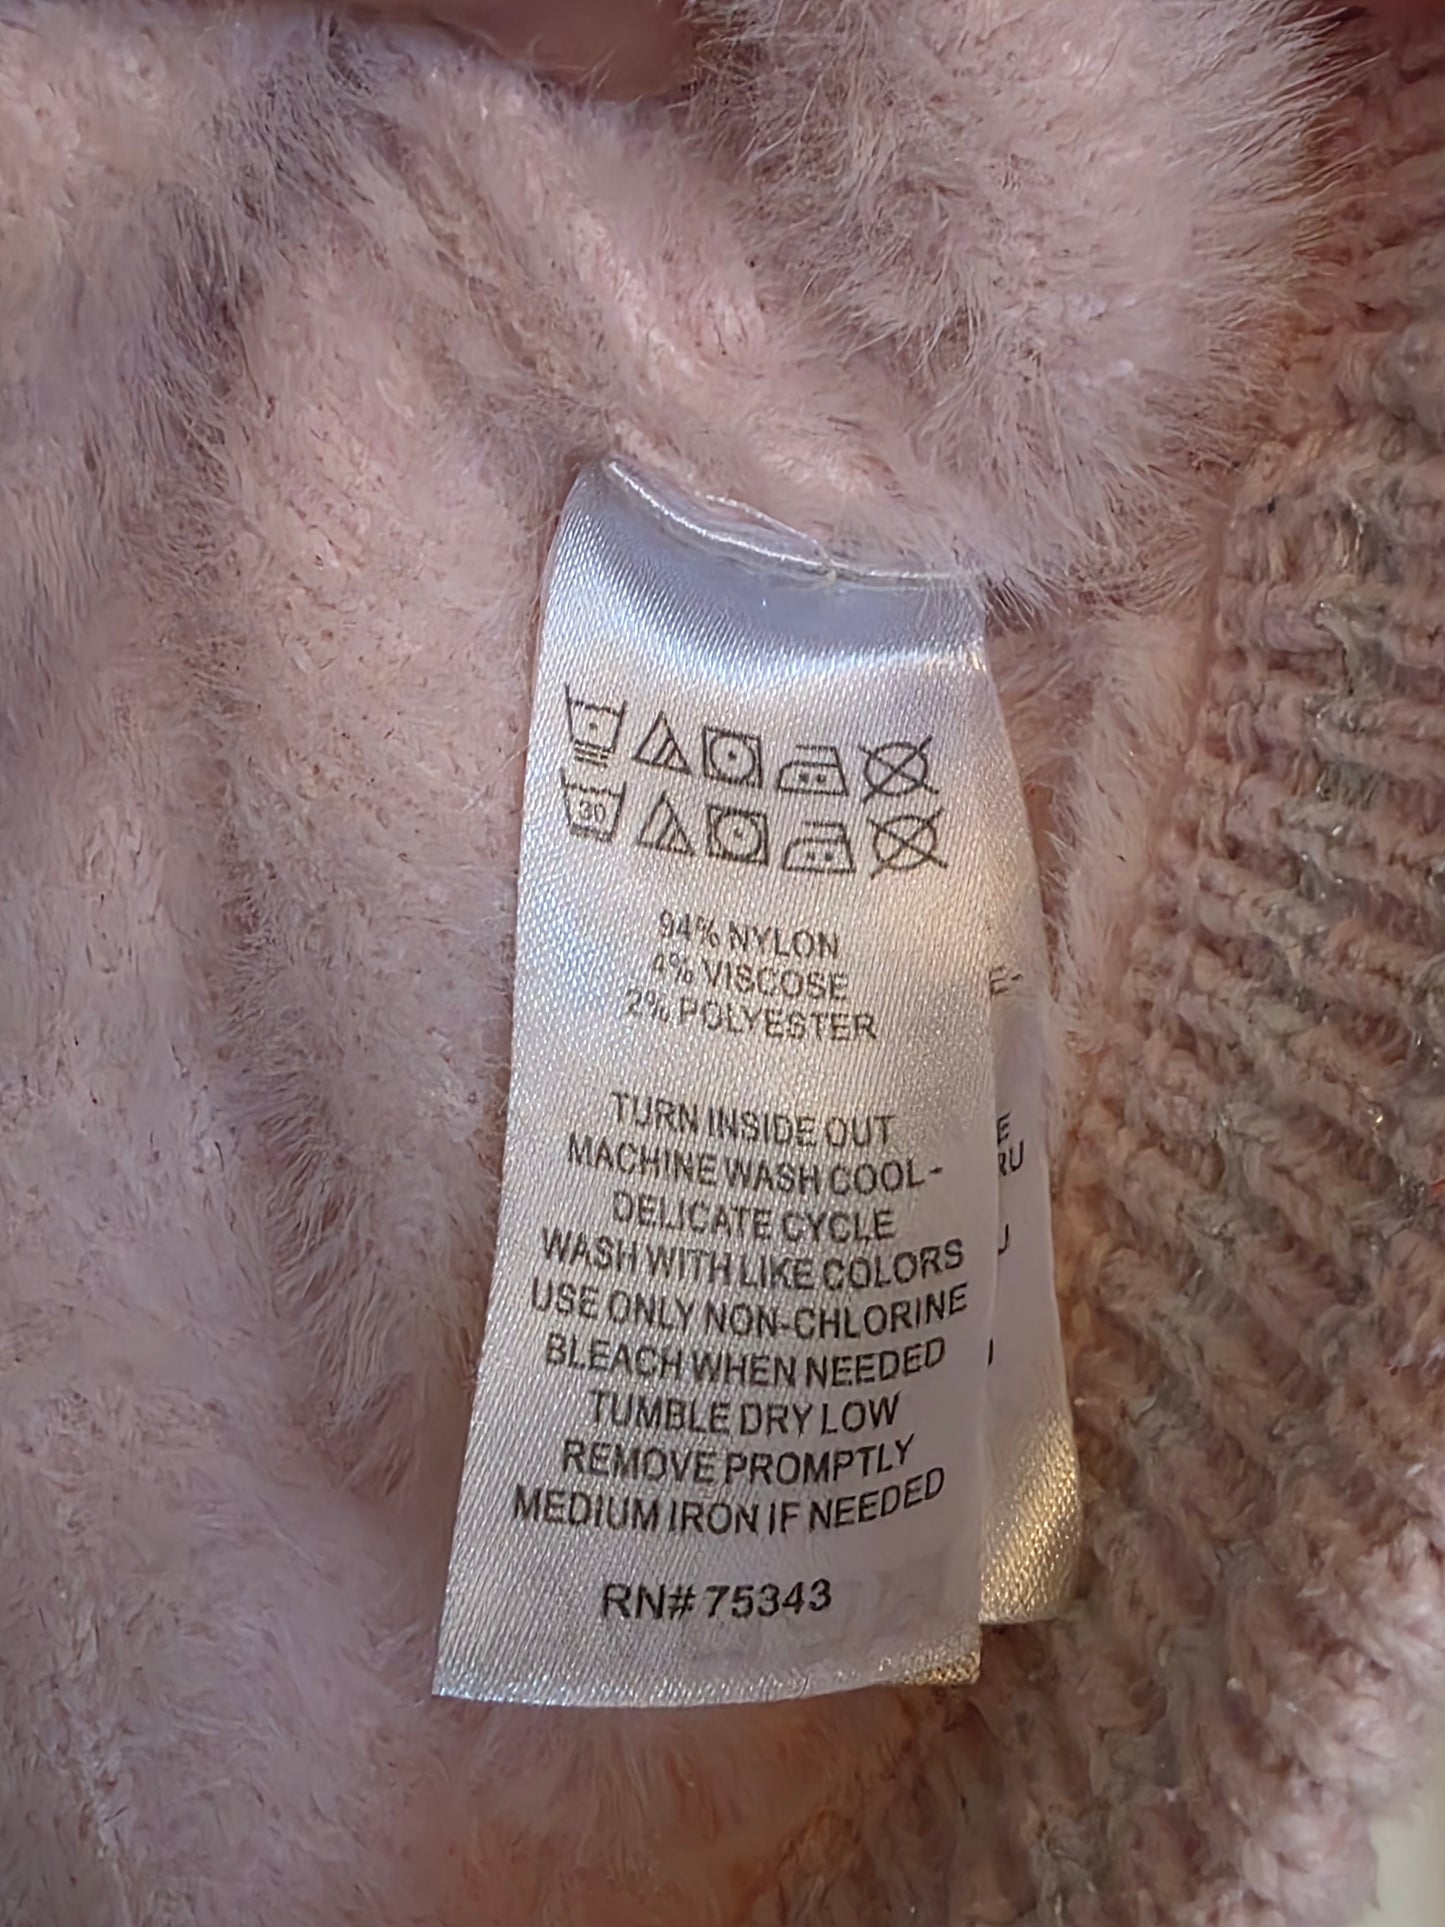 30
94% NYLON
4% VISCOSE
2% POLYESTER
TURN INSIDE OUT
MACHINE WASH COOL-
DELICATE CYCLE
WASH WITH LIKE COLORS
USE ONLY NON-CHLORINE
BLEACH WHEN NEEDED
TUMBLE DRY LOW
REMOVE PROMPTLY
MEDIUM IRON IF NEEDED
RN# 75343